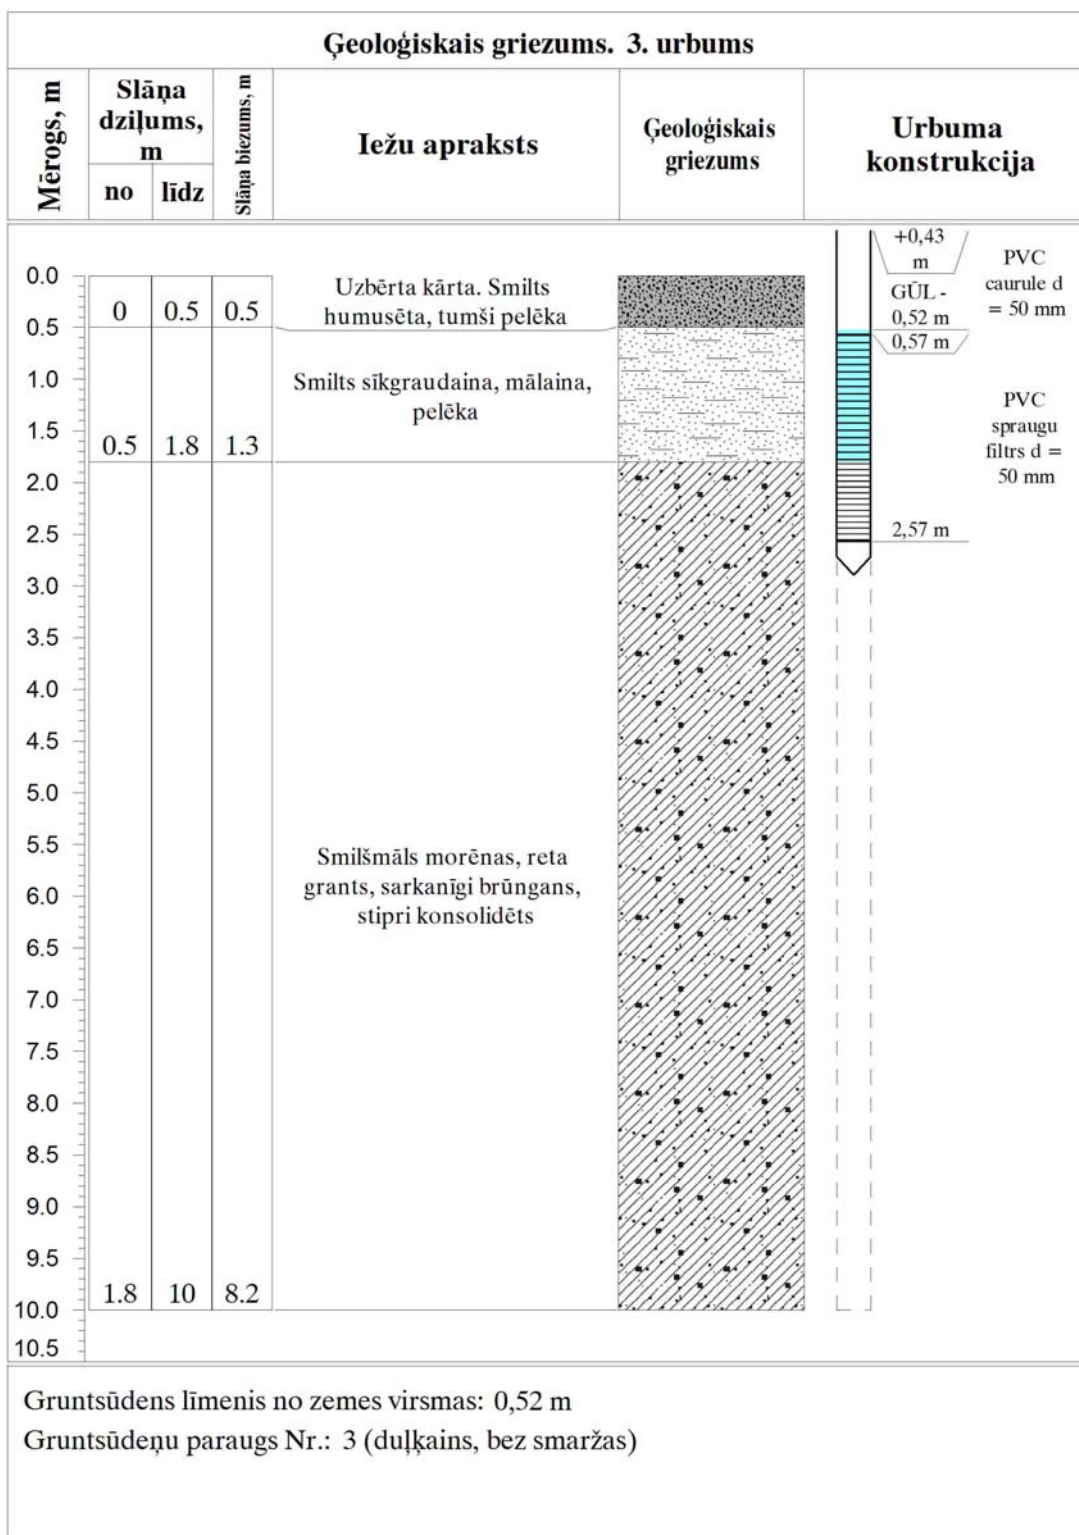 Ģeoloģiskais griezums. 3. urbums
Mērogs, m
Slāņa
dziļums,
m
no
līdz
Slāņa biezums, m
Iežu apraksts
Ģeoloģiskais
griezums
Urbuma
konstrukcija
+0,43
m
PVC
caurule d
= 50 mm
GŪL -
0,52 m
0,57 m
0.0
0 0.5 0.5
Uzbērta kārta. Smilts
humusēta, tumši pelēka
0.5
1.0
Smilts sīkgraudaina, mālaina,
pelēka
PVC
spraugu
filtrs d =
50 mm
1.5
0.5 1.8 1.3
2.0
2.5
2,57 m
3.0
3.5
4.0
4.5
5.0
5.5
Smilšmāls morēnas, reta
grants, sarkanīgi brūngans,
stipri konsolidēts
6.0
6.5
7.0
7.5
8.0
8.5
9.0
9.5
1.8 10 8.2
10.0
10.5
Gruntsūdens līmenis no zemes virsmas: 0,52 m
Gruntsūdeņu paraugs Nr.: 3 (duļķains, bez smaržas)